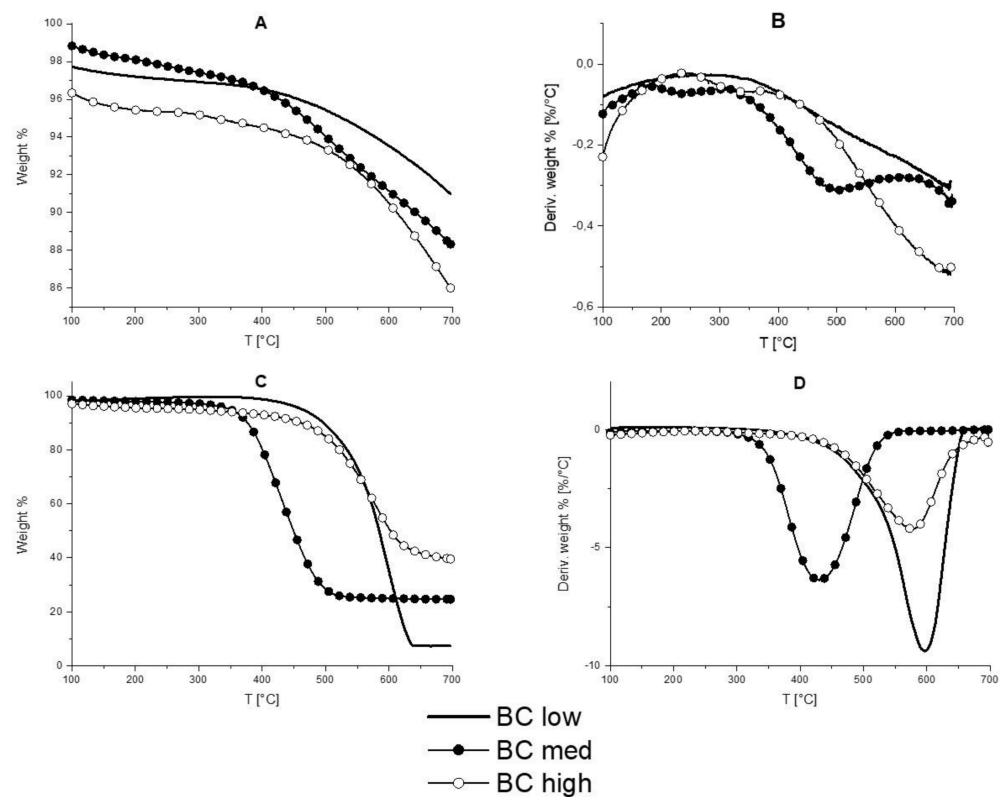 A
100
98
96
94
92
90
88
86
Weight %
100 200 300 400 500 600 700
T [°C]
B
0,0
-0,2
-0,4
-0,6
Deriv. weight % [%/°C]
100 200 300 400 500 600 700
T [°C]
C
100
80
60
40
20
0
Weight %
100 200 300 400 500 600 700
T [°C]
D
0
-5
-10
Deriv. weight % [%/°C]
100 200 300 400 500 600 700
T [°C]
BC low
BC med
BC high